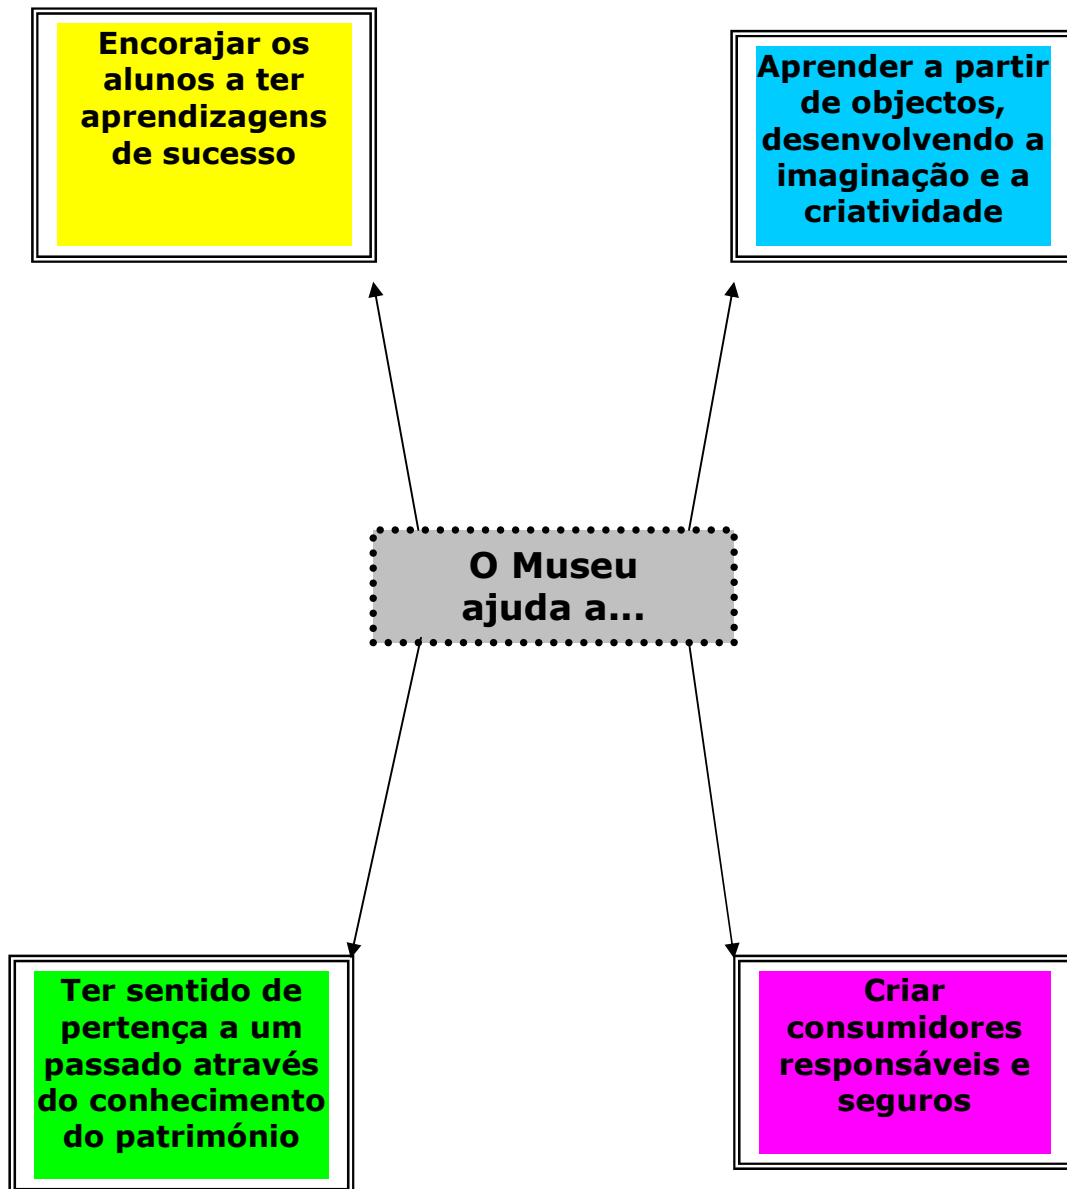 Encorajar os
alunos a ter
aprendizagens
de sucesso
Aprender a partir
de objectos,
desenvolvendo a
imaginação e a
criatividade
O Museu
ajuda a...
Ter sentido de
pertença a um
passado através
do conhecimento
do património
Criar
consumidores
responsáveis e
seguros